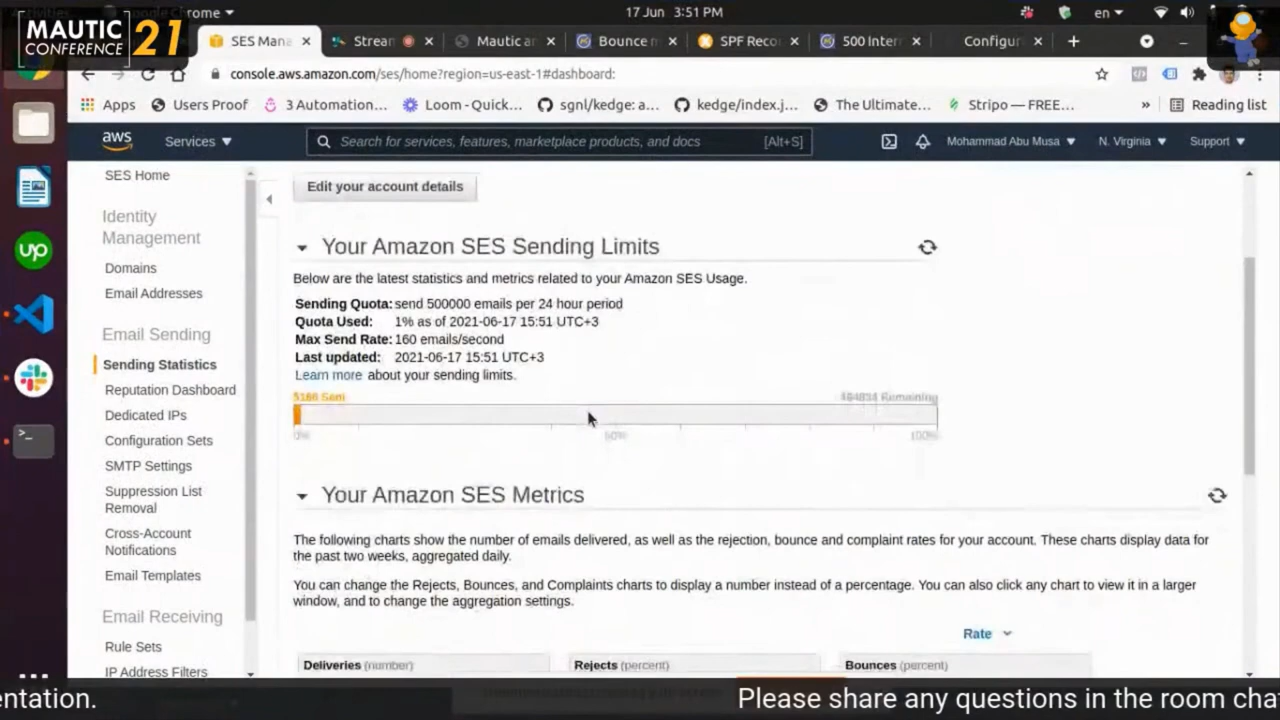 MAUTIC
CONFERENCE 21
Chrome
17 Jun 3:51 PM
en
SES Mana
Stream
Mautic a
Bounce m
SPF Reco
500 Inter
Configur
console.aws.amazon.com/ses/home?region=us-east-1#dashboard:
Apps
Users Proof
3 Automation...
Loom - Quick...
sgnl/kedge: a...
kedge/index.j...
The Ultimate...
Stripo — FREE...
»
Reading list
aws
Services
Search for services, features, marketplace products, and docs
[Alt+S]
Mohammad Abu Musa
N. Virginia
Support
SES Home
Identity
Management
Domains
Email Addresses
Email Sending
Sending Statistics
Reputation Dashboard
Dedicated IPs
Configuration Sets
SMTP Settings
Suppression List
Removal
Cross-Account
Notifications
Email Templates
Email Receiving
Rule Sets
IP Address Filters
Edit your account details
Your Amazon SES Sending Limits
Below are the latest statistics and metrics related to your Amazon SES Usage.
Sending Quota: send 500000 emails per 24 hour period
Quota Used: 1% as of 2021-06-17 15:51 UTC+3
Max Send Rate: 160 emails/second
Last updated: 2021-06-17 15:51 UTC+3
Learn more about your sending limits.
Sent
Remaining
0%
50%
100%
Your Amazon SES Metrics
The following charts show the number of emails delivered, as well as the rejection, bounce and complaint rates for your account. These charts display data for
the past two weeks, aggregated daily.
You can change the Rejects, Bounces, and Complaints charts to display a number instead of a percentage. You can also click any chart to view it in a larger
window, and to change the aggregation settings.
Rate
Deliveries (number)
Rejects (percent)
Bounces (percent)
up
entation.
Please share any questions in the room cha